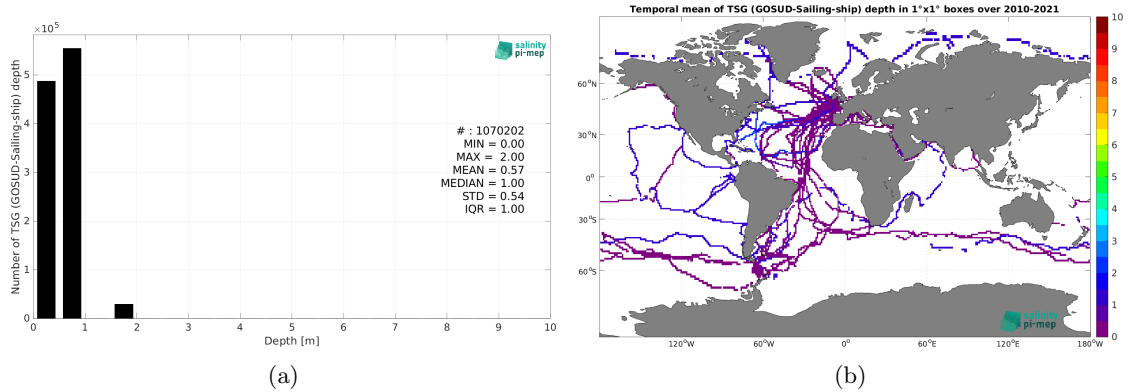 ×10⁵
5
4
3
2
1
0
Number of TSG (GOSUD-Sailing-ship) depth
salinity
pi-mep
# : 1070202
MIN = 0.00
MAX = 2.00
MEAN = 0.57
MEDIAN = 1.00
STD = 0.54
IQR = 1.00
0 1 2 3 4 5 6 7 8 9 10
Depth [m]
(a)
Temporal mean of TSG (GOSUD-Sailing-ship) depth in 1°x1° boxes over 2010-2021
60°N
30°N
15°N
0°
15°S
30°S
60°S
120°W 60°W 0° 60°E 120°E 180°W
salinity
pi-mep
10
9
8
7
6
5
4
3
2
1
0
(b)